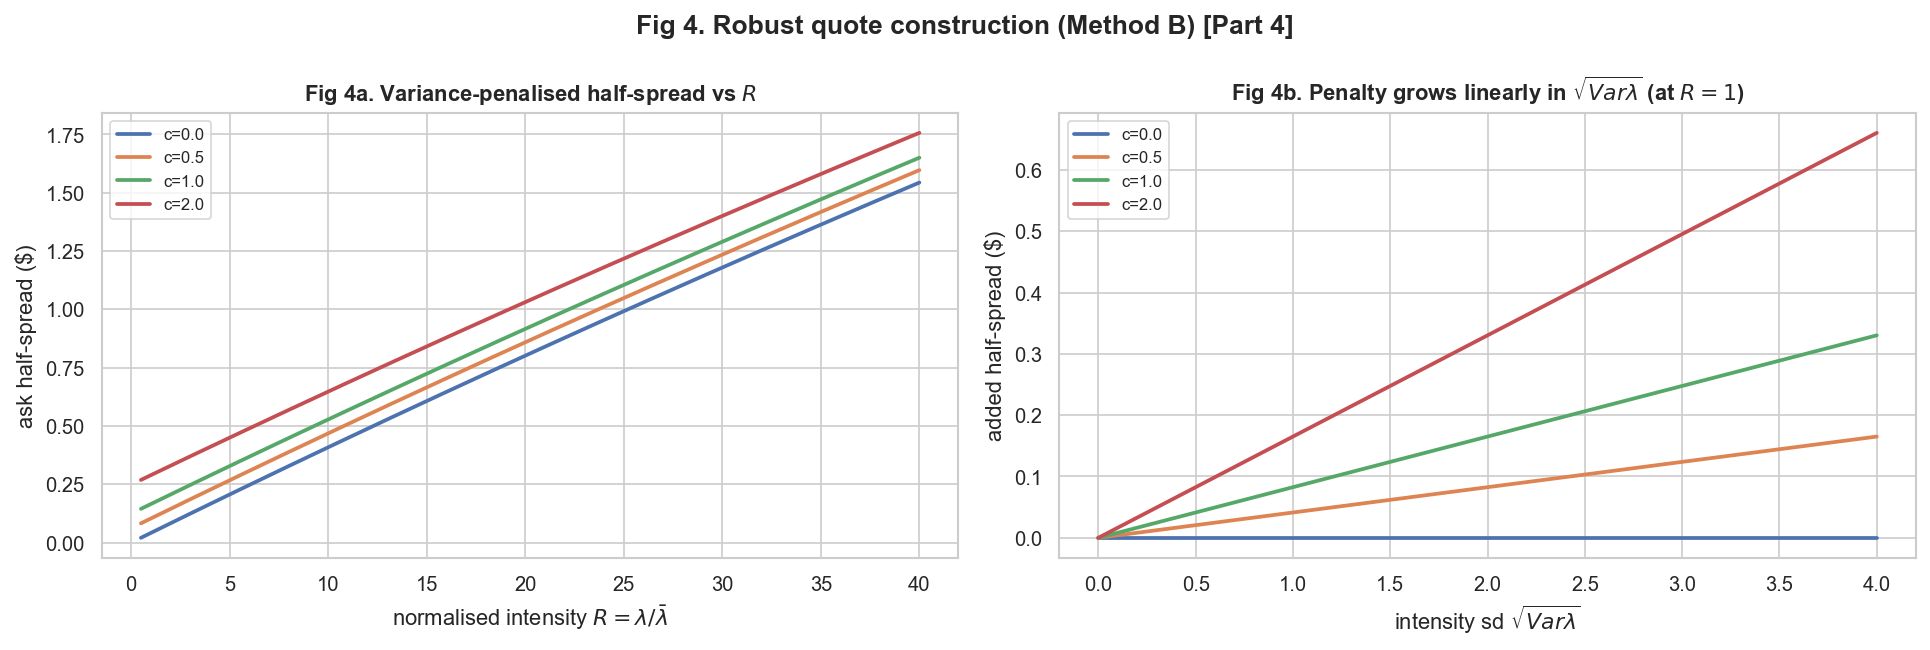 Fig 4. Robust quote construction (Method B) [Part 4]
Fig 4a. Variance-penalised half-spread vs R
c=0.0
c=0.5
c=1.0
c=2.0
1.75
1.50
1.25
1.00
0.75
0.50
0.25
0.00
ask half-spread ($)
0 5 10 15 20 25 30 35 40
normalised intensity R = λ/λ̄
Fig 4b. Penalty grows linearly in √Varλ (at R = 1)
c=0.0
c=0.5
c=1.0
c=2.0
0.6
0.5
0.4
0.3
0.2
0.1
0.0
added half-spread ($)
0.0 0.5 1.0 1.5 2.0 2.5 3.0 3.5 4.0
intensity sd √Varλ